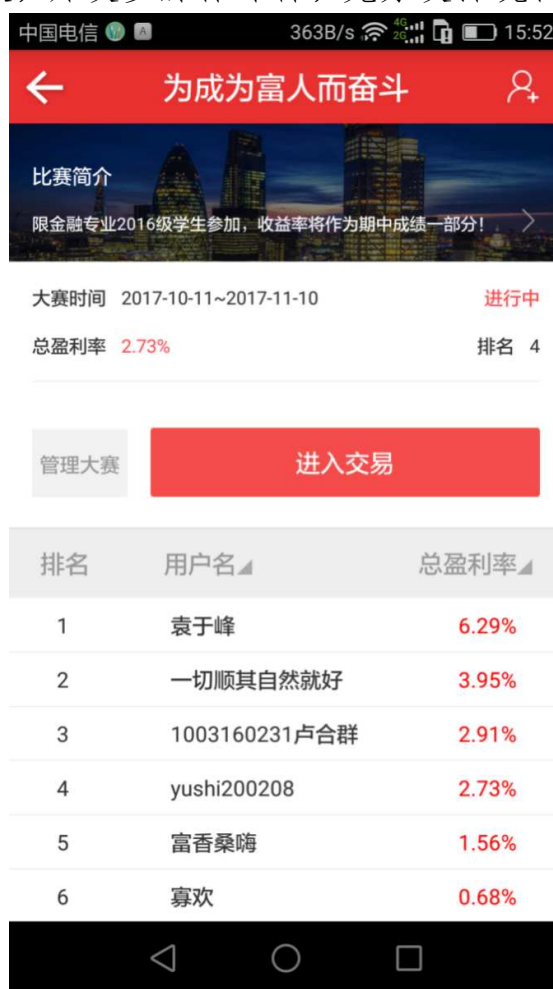 中国电信 363B/s 4G 2G 15:52
为成为富人而奋斗
比赛简介
限金融专业2016级学生参加，收益率将作为期中成绩一部分！
大赛时间 2017-10-11~2017-11-10 进行中
总盈利率 2.73% 排名 4
管理大赛 进入交易
排名 用户名 总盈利率
1 袁于峰 6.29%
2 一切顺其自然就好 3.95%
3 1003160231卢合群 2.91%
4 yushi200208 2.73%
5 富香桑嗨 1.56%
6 寡欢 0.68%